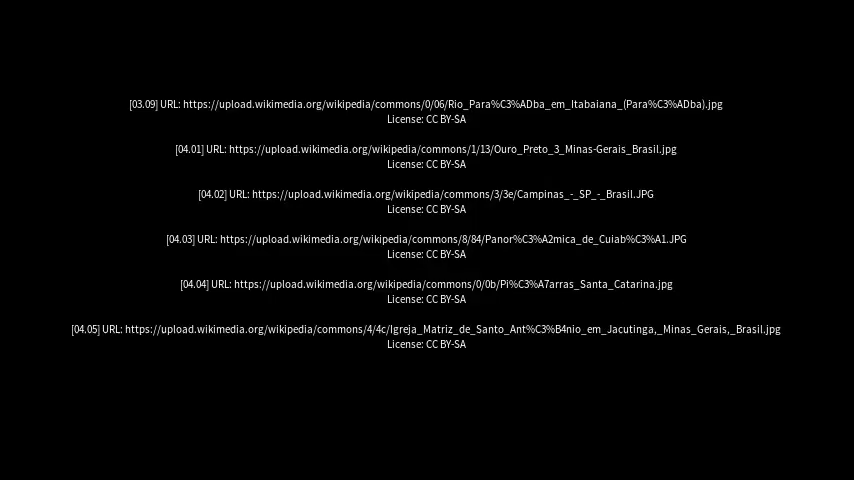 [03.09] URL: https://upload.wikimedia.org/wikipedia/commons/0/06/Rio_Para%C3%ADba_em_Itabaiana_(Para%C3%ADba).jpg
License: CC BY-SA
[04.01] URL: https://upload.wikimedia.org/wikipedia/commons/1/13/Ouro_Preto_3_Minas-Gerais_Brasil.jpg
License: CC BY-SA
[04.02] URL: https://upload.wikimedia.org/wikipedia/commons/3/3e/Campinas_-_SP_-_Brasil.JPG
License: CC BY-SA
[04.03] URL: https://upload.wikimedia.org/wikipedia/commons/8/84/Panor%C3%A2mica_de_Cuiab%C3%A1.JPG
License: CC BY-SA
[04.04] URL: https://upload.wikimedia.org/wikipedia/commons/0/0b/Pi%C3%A7arras_Santa_Catarina.jpg
License: CC BY-SA
[04.05] URL: https://upload.wikimedia.org/wikipedia/commons/4/4c/Igreja_Matriz_de_Santo_Ant%C3%B4nio_em_Jacutinga,_Minas_Gerais,_Brasil.jpg
License: CC BY-SA